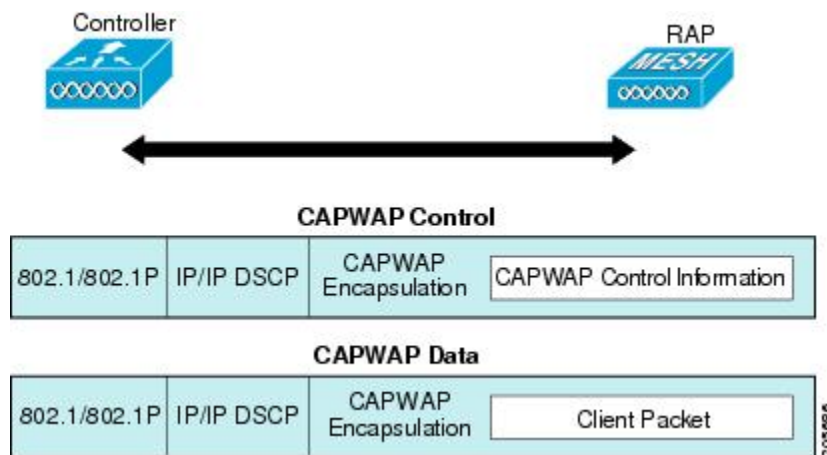 Controller
RAP
MESH
CAPWAP Control
802.1/802.1P
IP/IP DSCP
CAPWAP
Encapsulation
CAPWAP Control Information
CAPWAP Data
802.1/802.1P
IP/IP DSCP
CAPWAP
Encapsulation
Client Packet